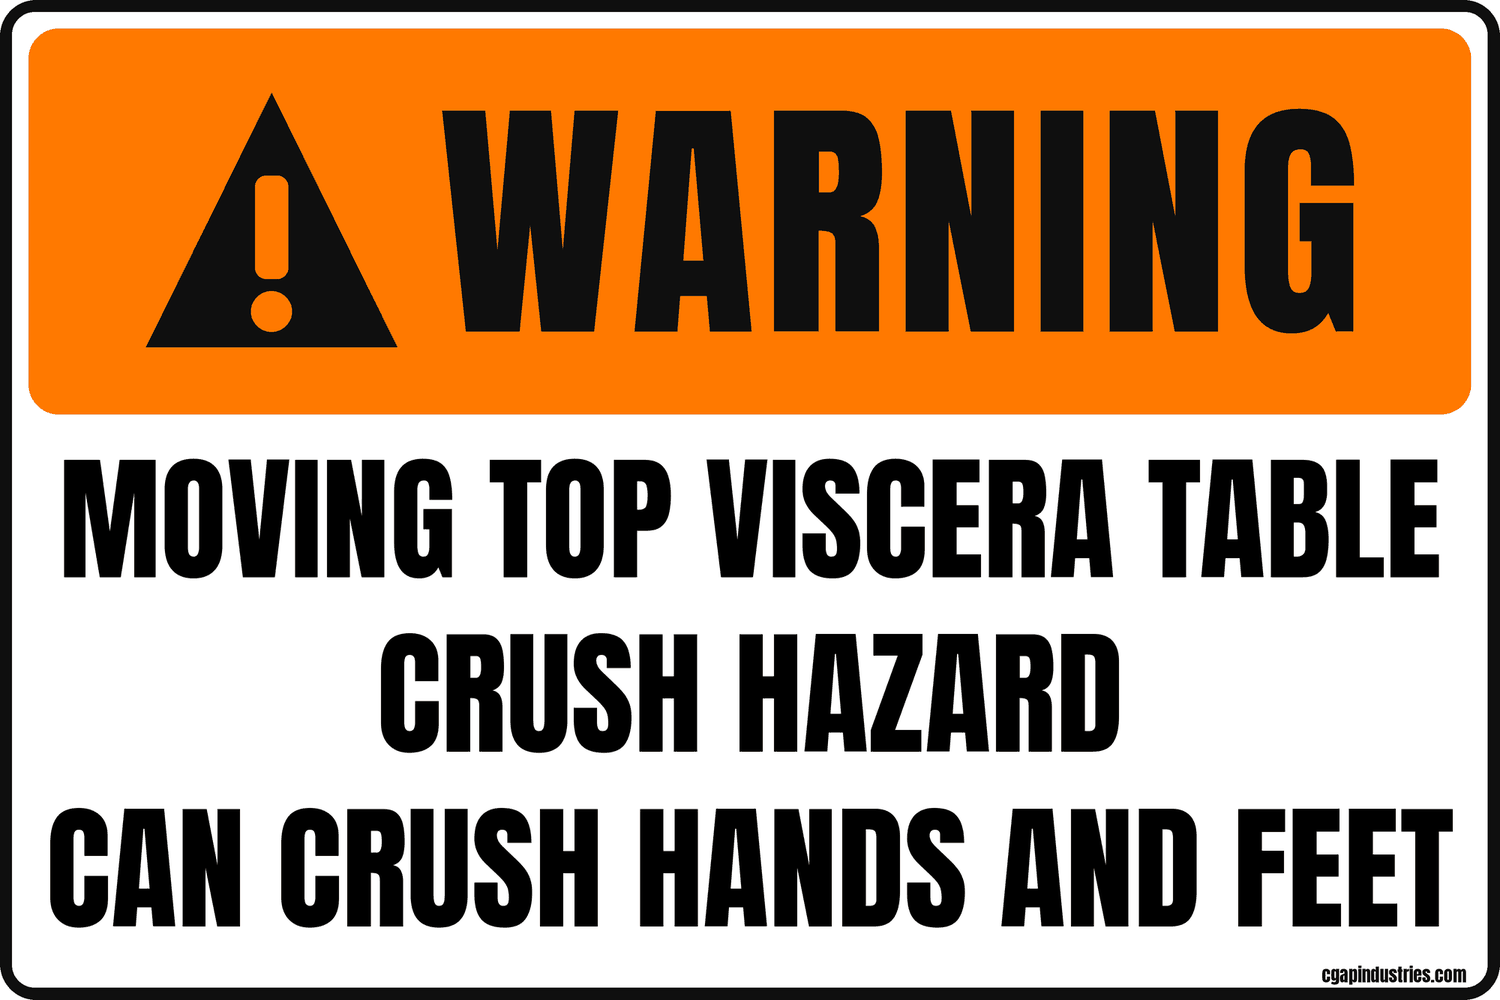 WARNING
MOVING TOP VISCERA TABLE
CRUSH HAZARD
CAN CRUSH HANDS AND FEET
cgapindustries.com